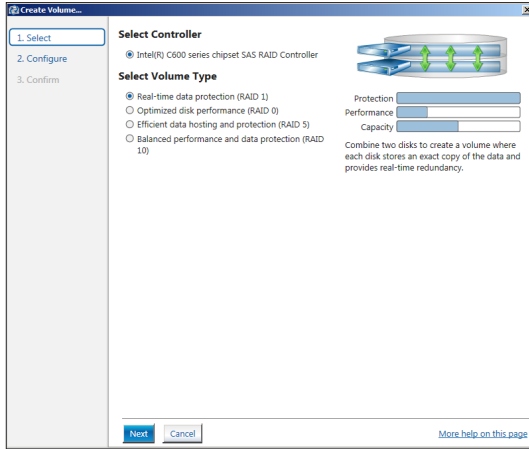 Create Volume...
1. Select
2. Configure
3. Confirm
Select Controller
Intel(R) C600 series chipset SAS RAID Controller
Select Volume Type
Real-time data protection (RAID 1)
Optimized disk performance (RAID 0)
Efficient data hosting and protection (RAID 5)
Balanced performance and data protection (RAID
10)
Protection
Performance
Capacity
Combine two disks to create a volume where
each disk stores an exact copy of the data and
provides real-time redundancy.
Next
Cancel
More help on this page